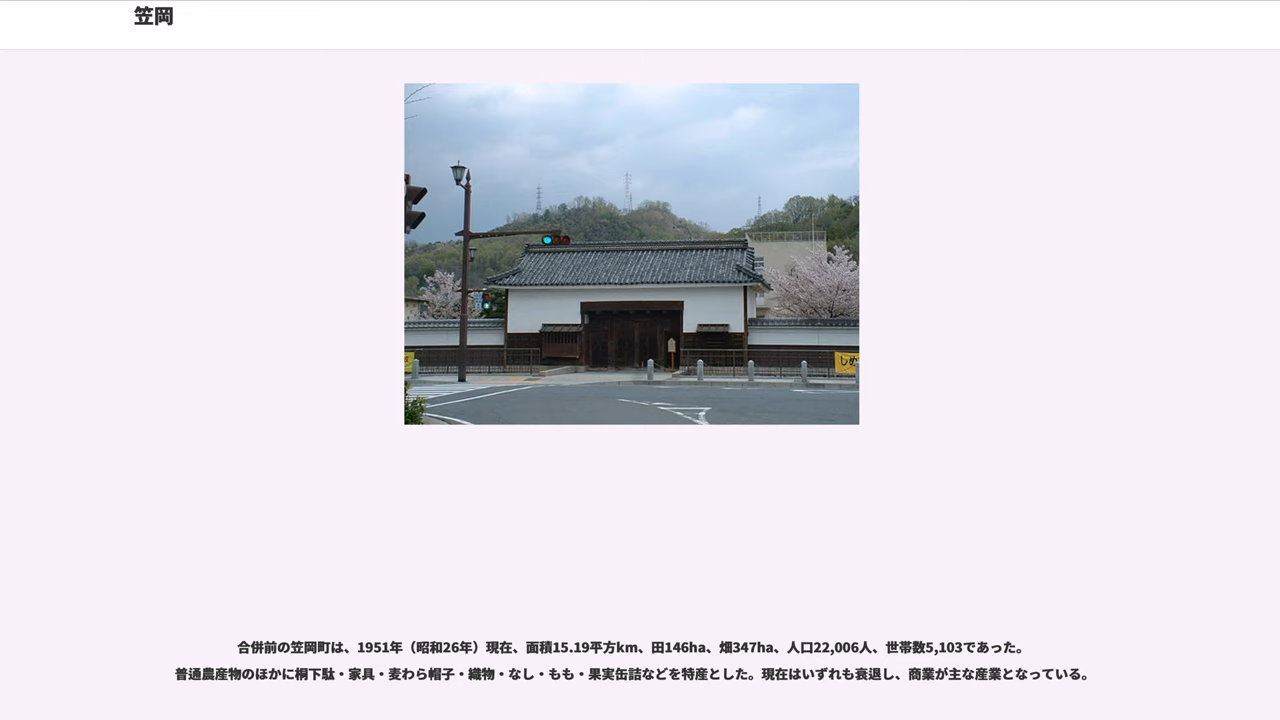 笠岡
しめ
合併前の笠岡町は、1951年（昭和26年）現在、面積15.19平方km、田146ha、畑347ha、人口22,006人、世帯数5,103であった。
普通農産物のほかに桐下駄・家具・麦わら帽子・織物・なし・もも・果実缶詰などを特産とした。現在はいずれも衰退し、商業が主な産業となっている。